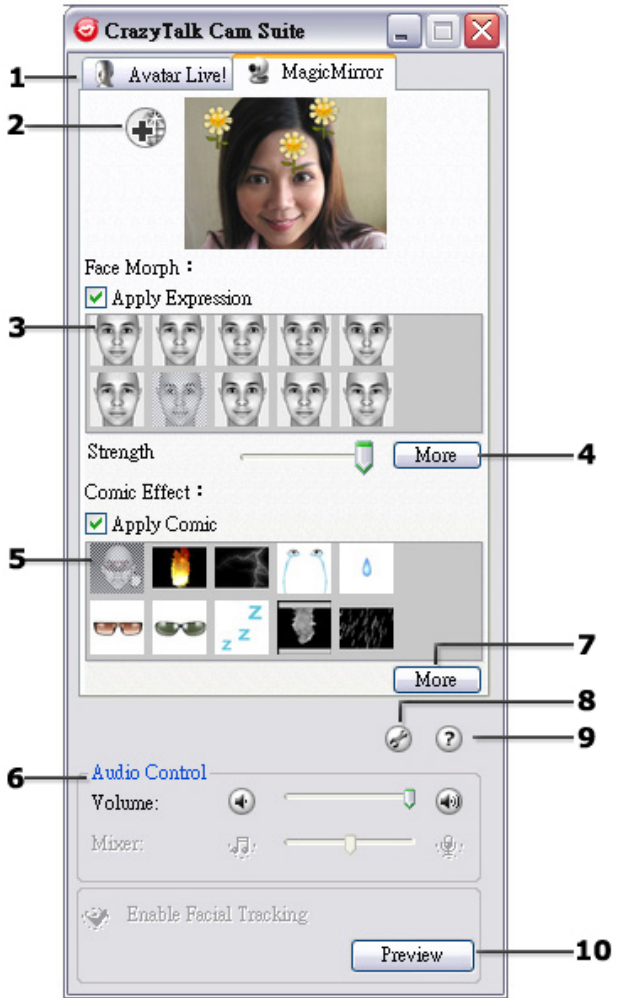 CrazyTalk Cam Suite
1 Avatar Live! MagicMirror
2
Face Morph :
Apply Expression
3
Strength More 4
Comic Effect :
Apply Comic
5
z z z
More 7
8
? 9
6 Audio Control
Volume:
Mixer:
Enable Facial Tracking
Preview 10